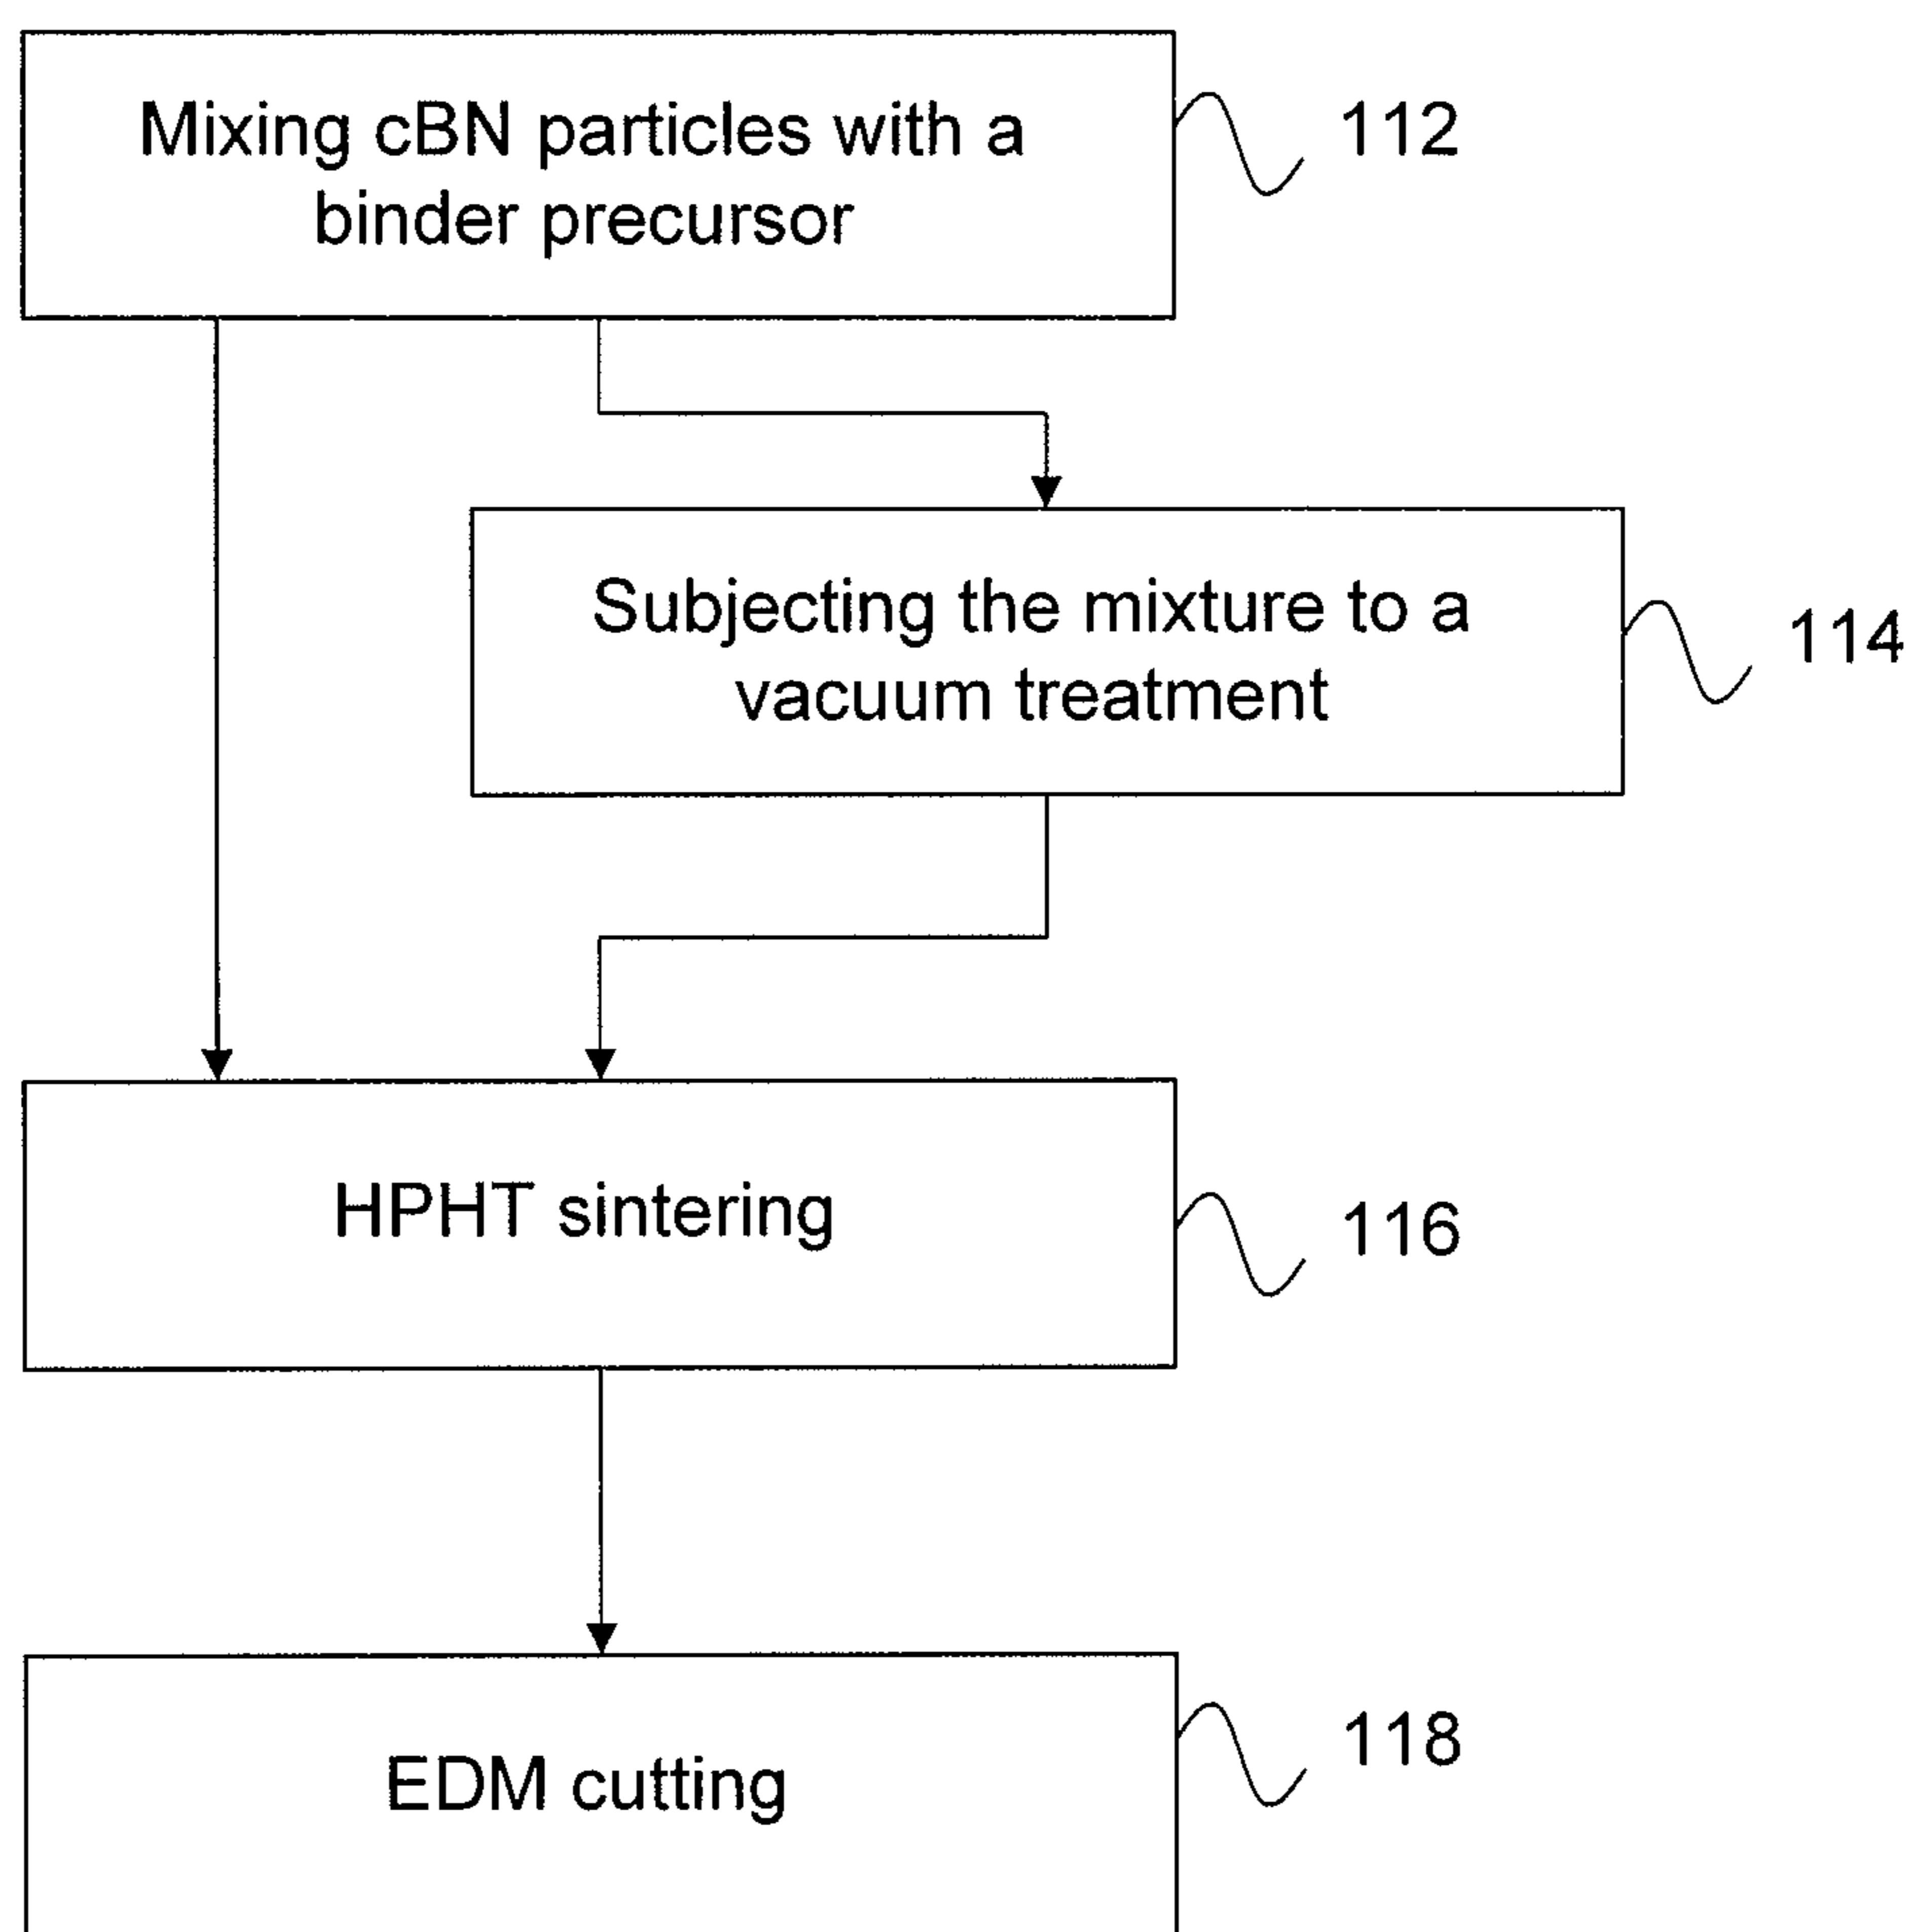 Mixing cBN particles with a
binder precursor
112
Subjecting the mixture to a
vacuum treatment
114
HPHT sintering
116
EDM cutting
118